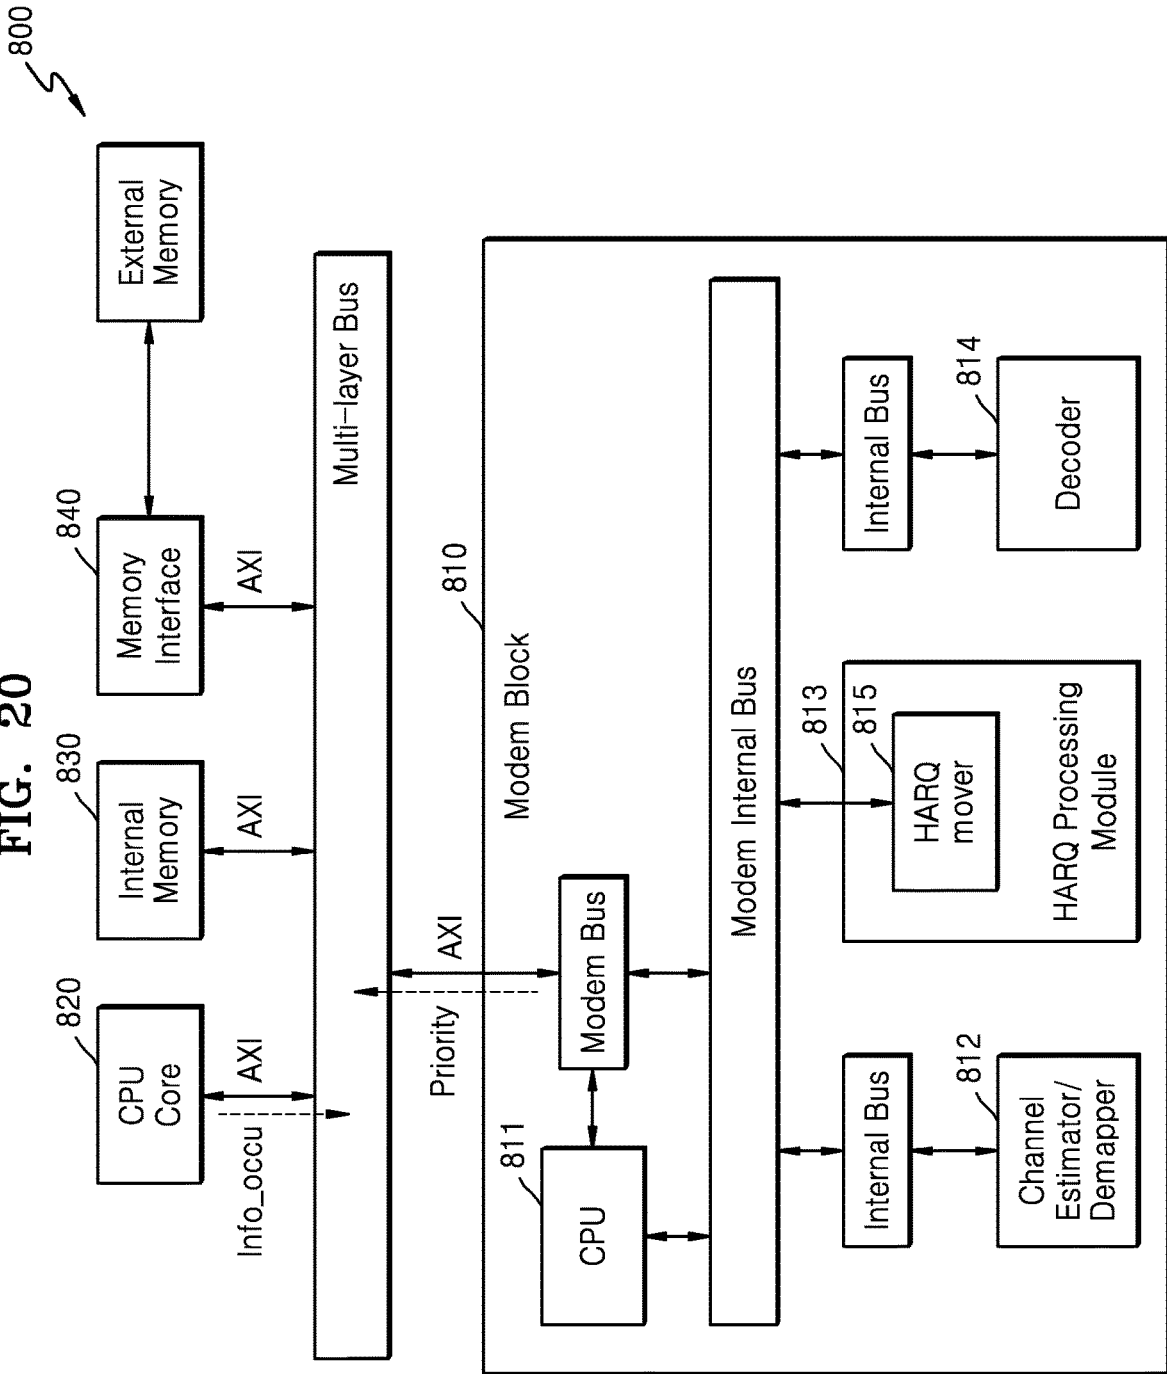 FIG. 20
800
820
CPU
Core
830
Internal
Memory
840
Memory
Interface
External
Memory
Info_occu
AXI
AXI
AXI
Multi-layer Bus
Priority
AXI
810
Modem Block
811
CPU
Modem Bus
Modem Internal Bus
Internal Bus
812
Channel
Estimator/
Demapper
813
815
HARQ
mover
HARQ Processing
Module
Internal Bus
814
Decoder